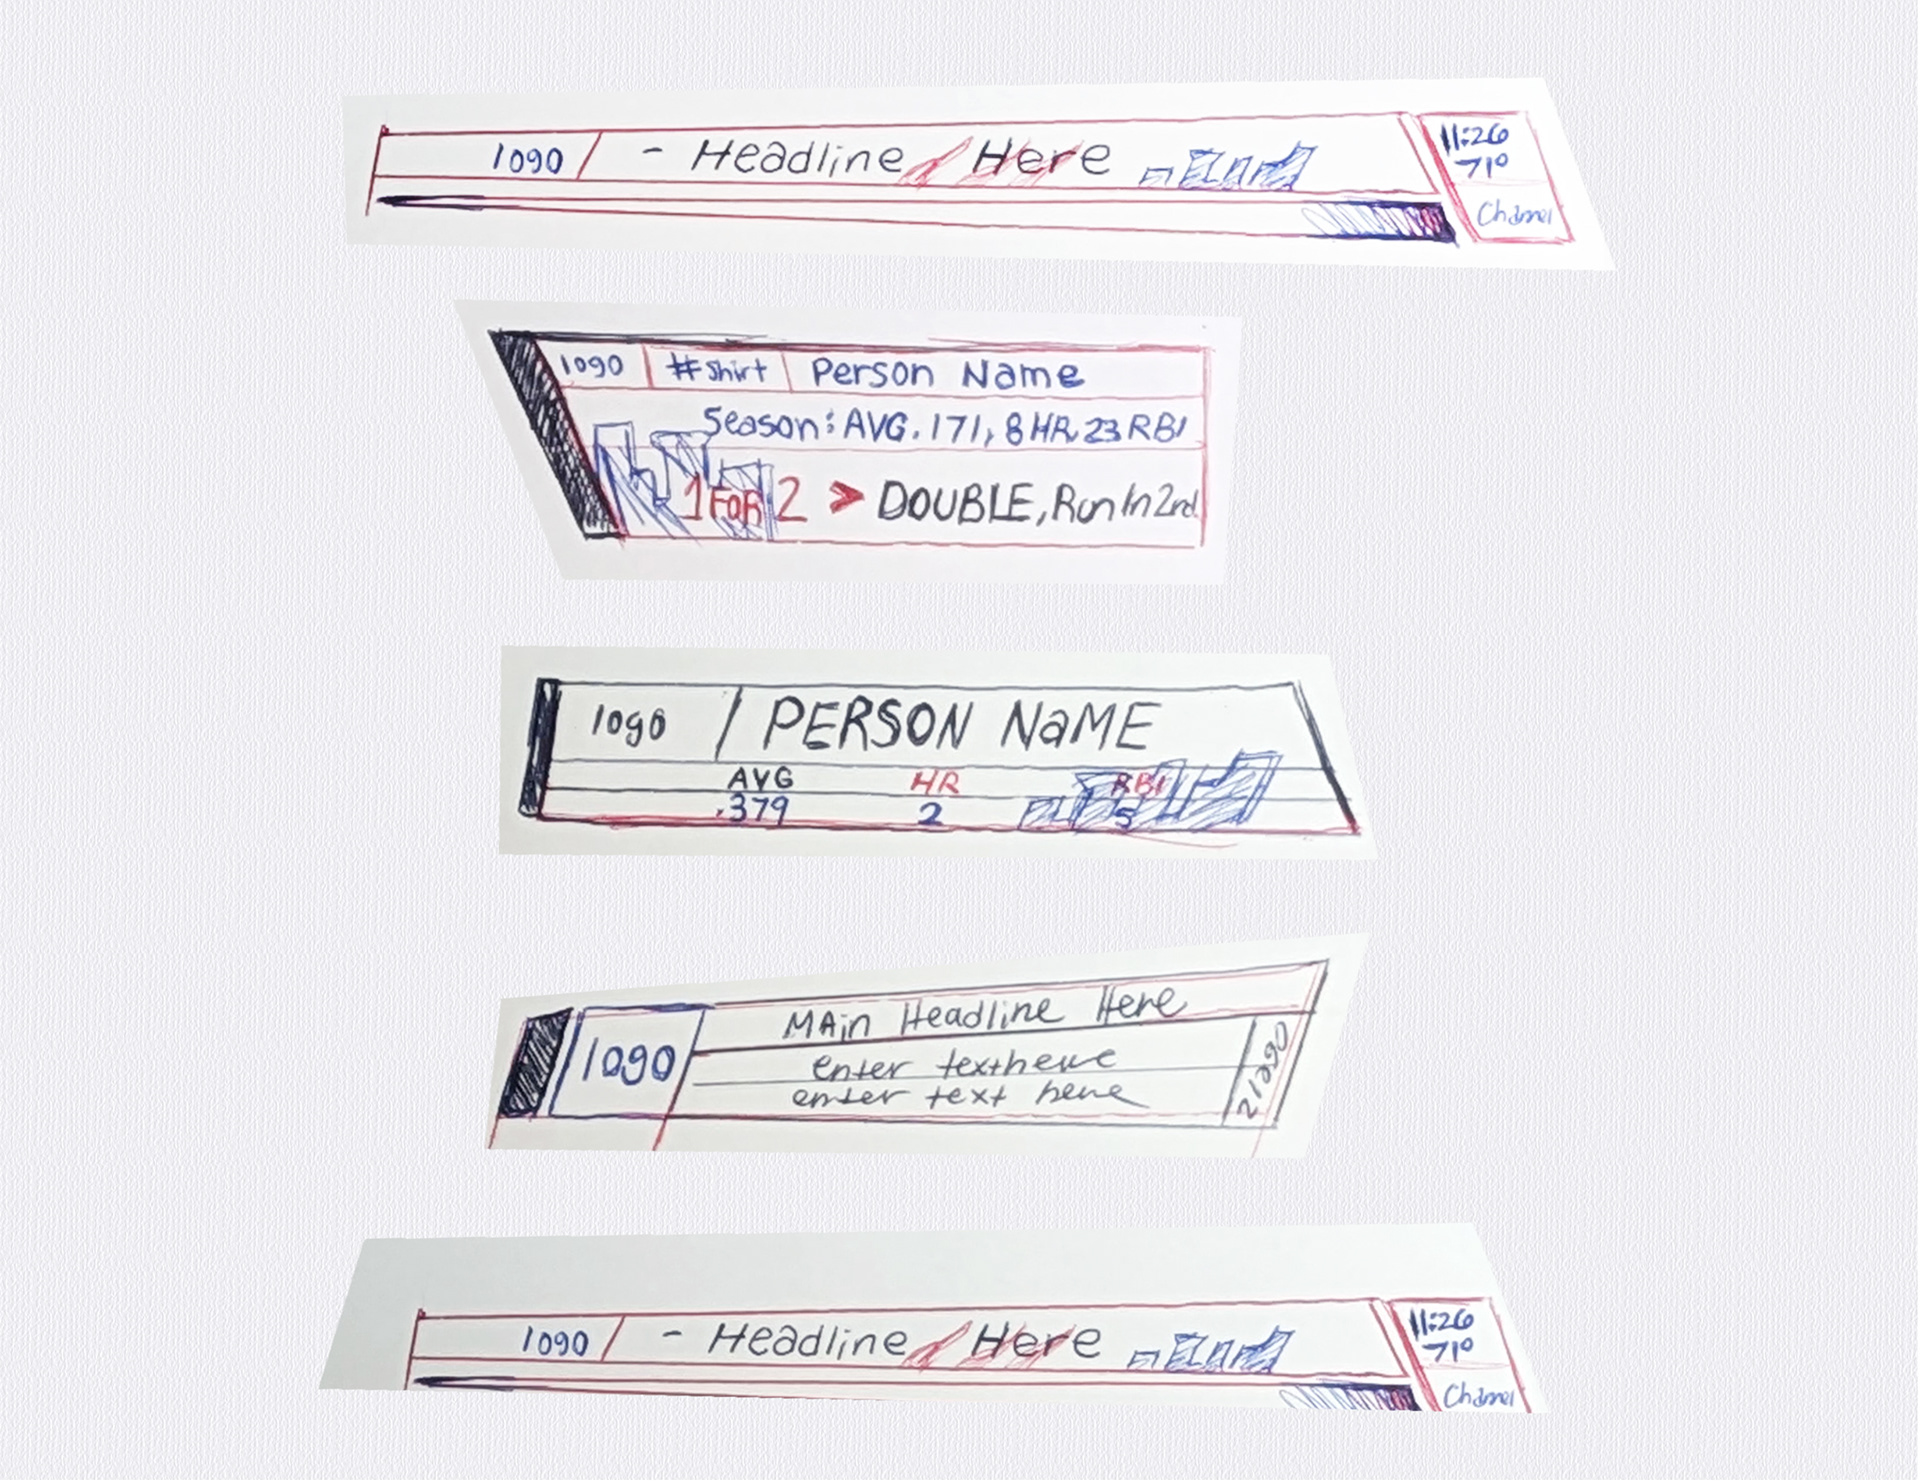 logo / - Headline Here
11:26
71°
Channel
logo #shirt Person Name
Season: AVG .171, 8 HR 23 RBI
1 FOR 2 > DOUBLE, Run In 2nd
logo / PERSON NaME
AVG HR RBI
.379 2 5
logo
MAin Headline Here
enter text here
enter text here
logo / - Headline Here
11:26
71°
Channel